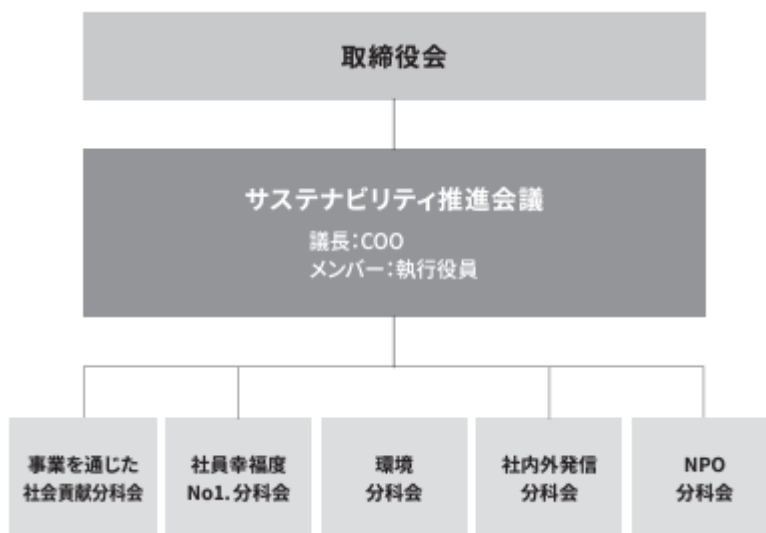 取締役会
サステナビリティ推進会議
議長：COO
メンバー：執行役員
事業を通じた
社会貢献分科会
社員幸福度
No1.分科会
環境
分科会
社内外発信
分科会
NPO
分科会